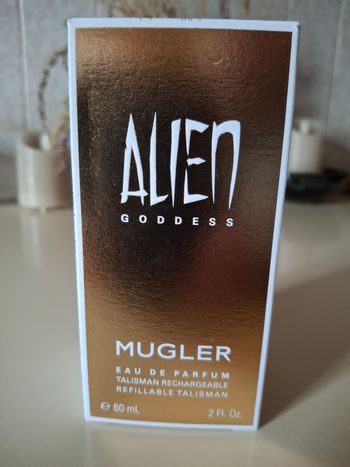 ALIEN
GODDESS
MUGLER
EAU DE PARFUM
TALISMAN RECHARGEABLE
REFILLABLE TALISMAN
℮ 60 mL 2 Fl. Oz.